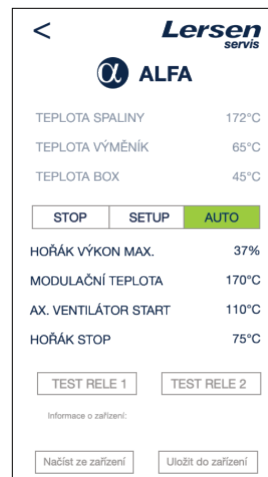 < Lersen
servis
α ALFA
TEPLOTA SPALINY 172°C
TEPLOTA VÝMĚNÍK 65°C
TEPLOTA BOX 45°C
STOP SETUP AUTO
HOŘÁK VÝKON MAX. 37%
MODULAČNÍ TEPLOTA 170°C
AX. VENTILÁTOR START 110°C
HOŘÁK STOP 75°C
TEST RELE 1 TEST RELE 2
Informace o zařízení:
Načíst ze zařízení Uložit do zařízení